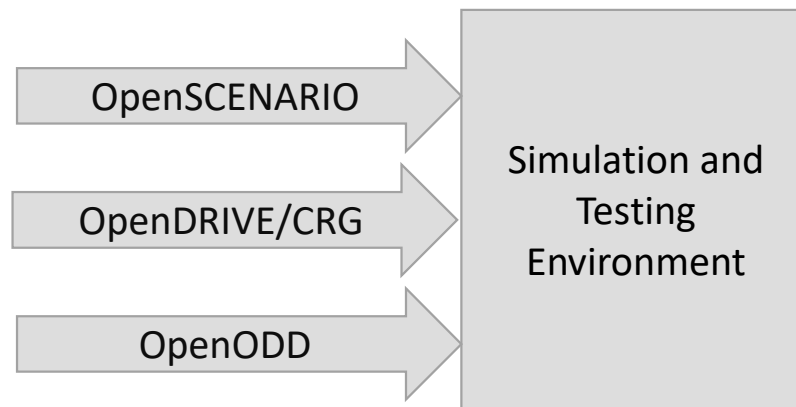 OpenSCENARIO
OpenDRIVE/CRG
OpenODD
Simulation and
Testing
Environment